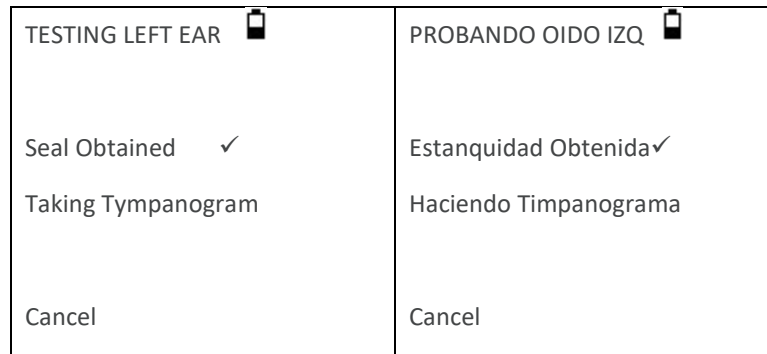 TESTING LEFT EAR
Seal Obtained ✓
Taking Tympanogram
Cancel
PROBANDO OIDO IZQ
Estanquidad Obtenida✓
Haciendo Timpanograma
Cancel